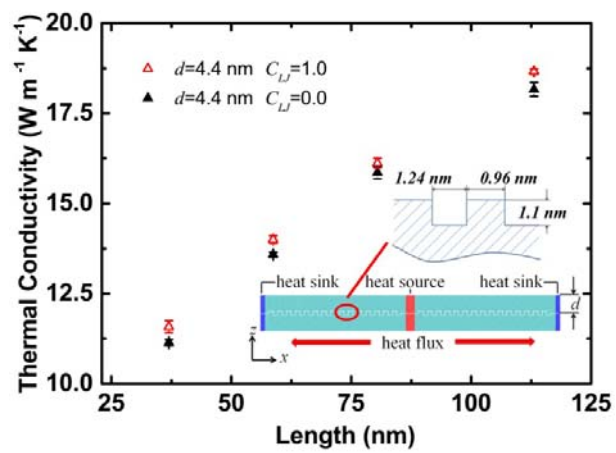 20.0
17.5
15.0
12.5
10.0
Thermal Conductivity (W m⁻¹ K⁻¹)
d=4.4 nm C_LJ=1.0
d=4.4 nm C_LJ=0.0
1.24 nm 0.96 nm
1.1 nm
heat sink heat source heat sink
d
z
x
heat flux
25 50 75 100 125
Length (nm)